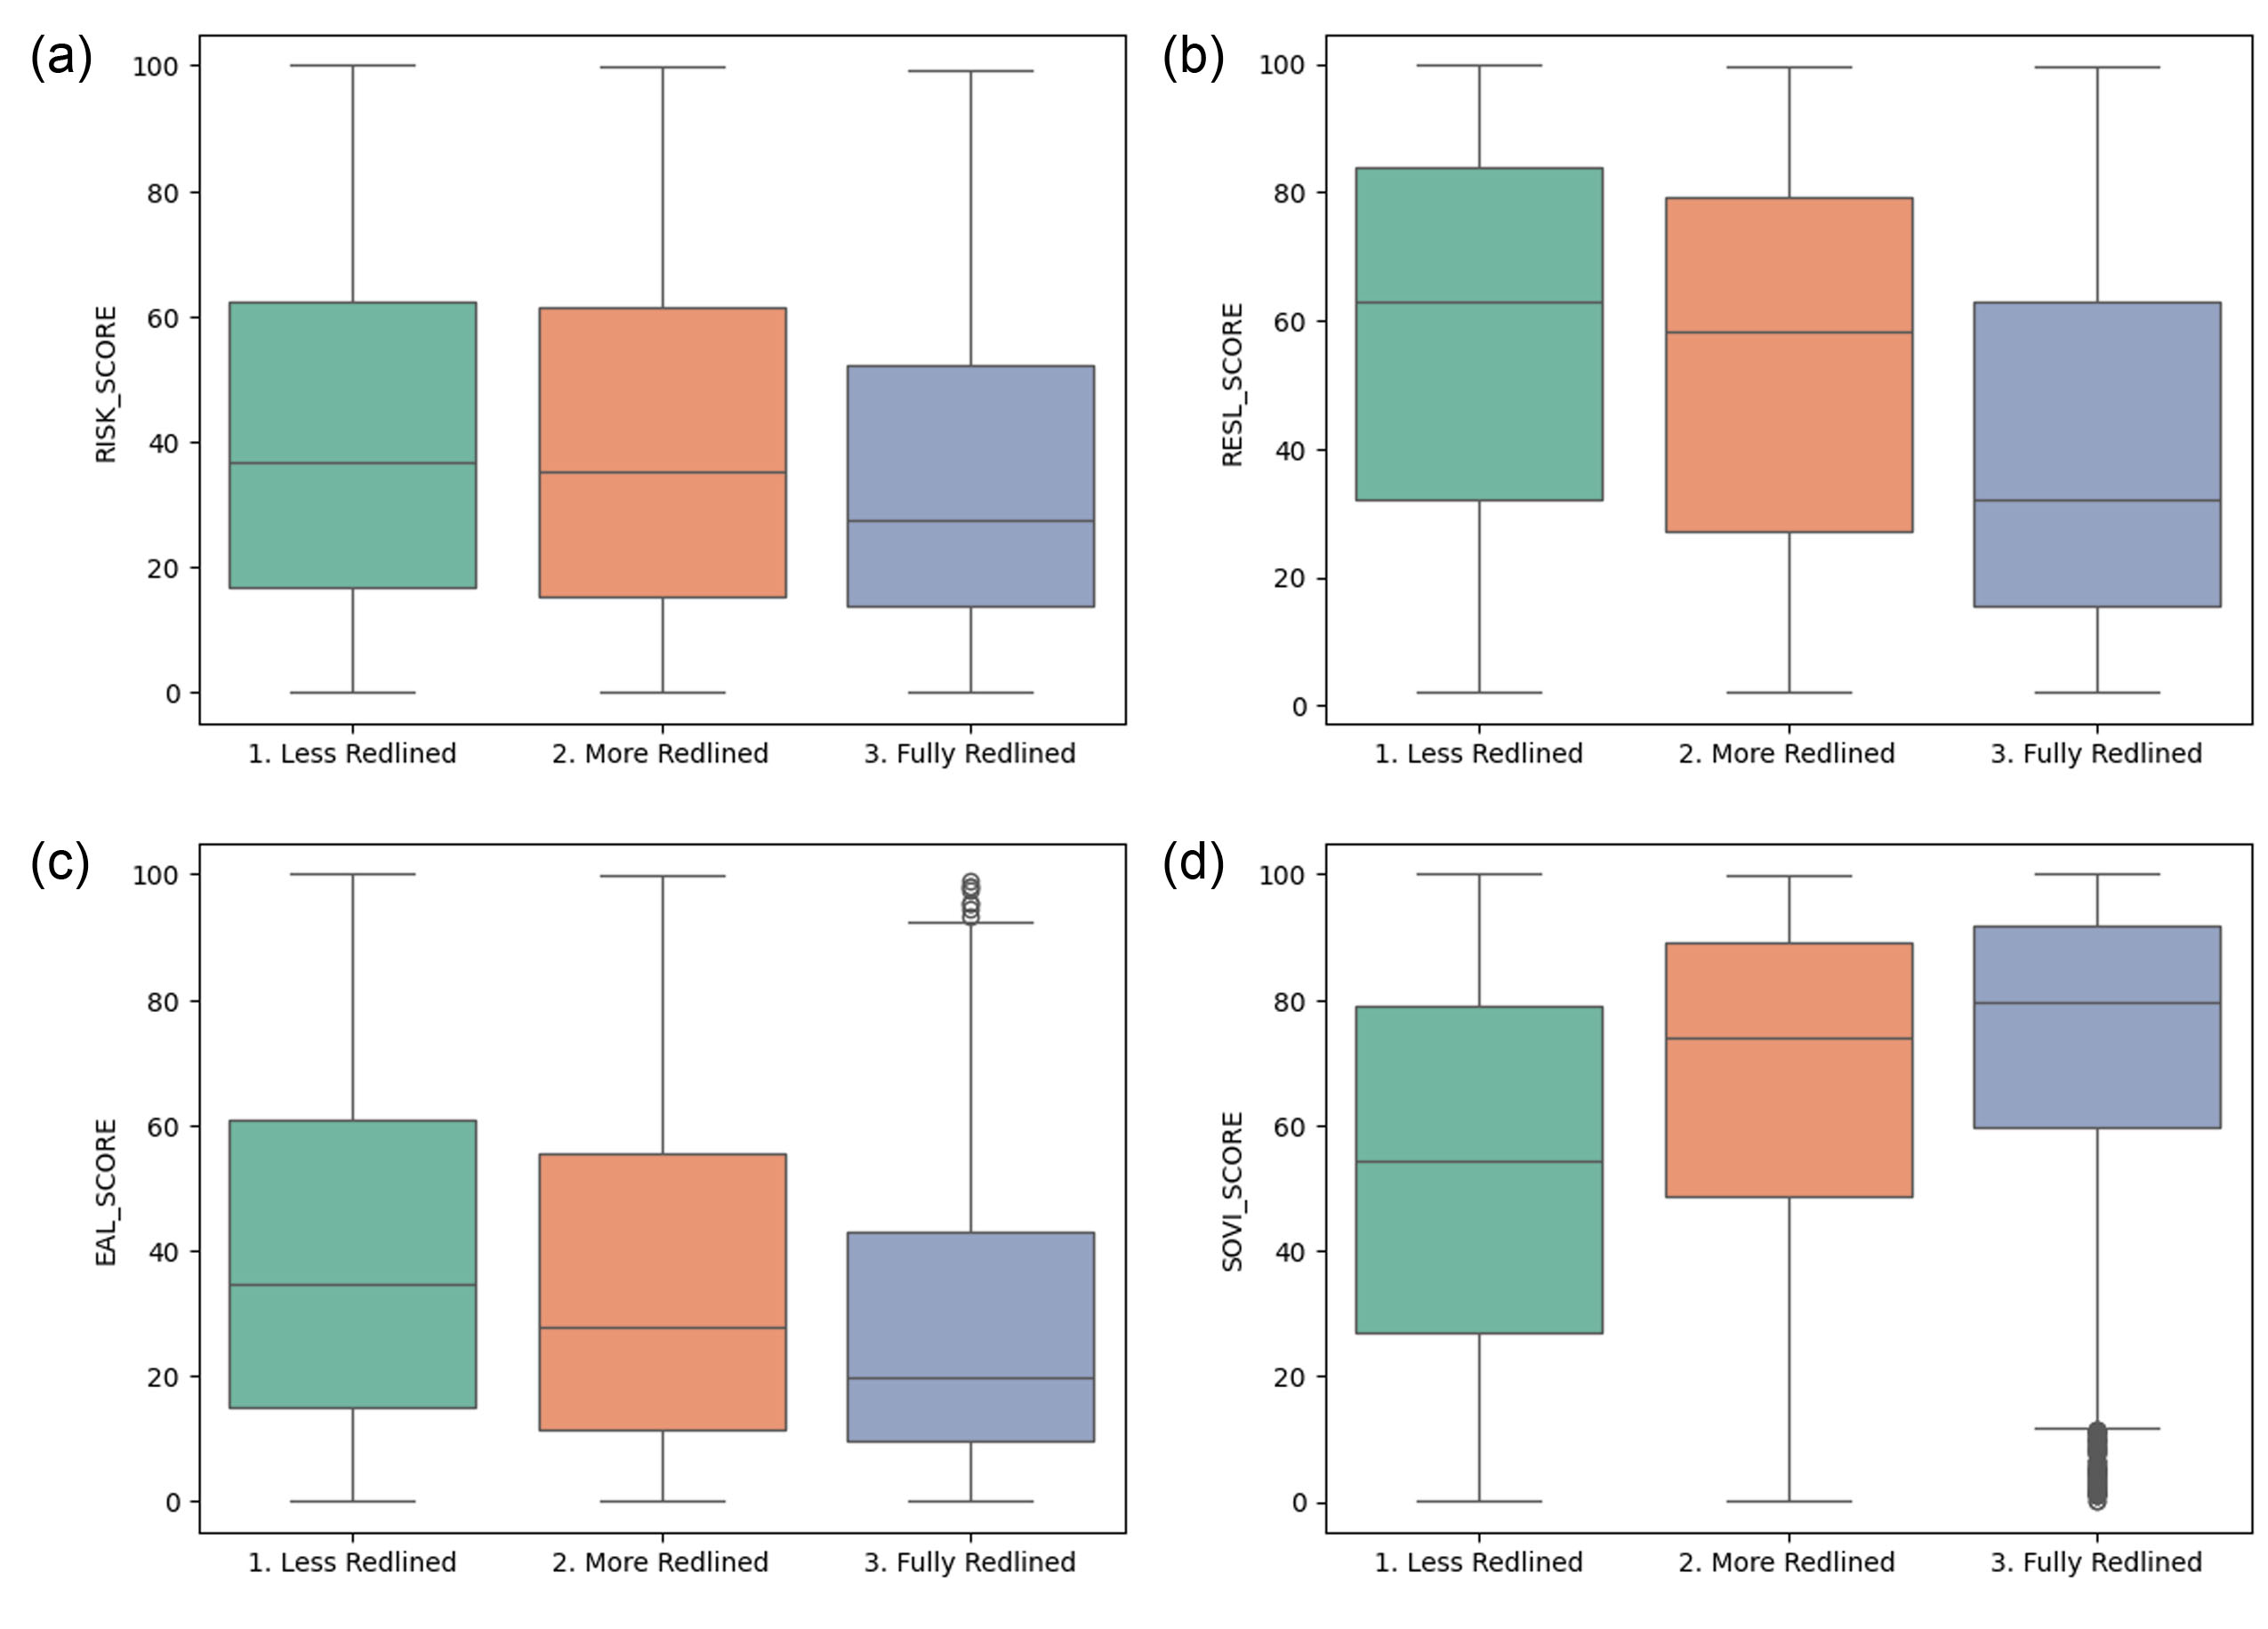 (a)
RISK_SCORE
100
80
60
40
20
0
1. Less Redlined 2. More Redlined 3. Fully Redlined
(b)
RESL_SCORE
100
80
60
40
20
0
1. Less Redlined 2. More Redlined 3. Fully Redlined
(c)
EAL_SCORE
100
80
60
40
20
0
1. Less Redlined 2. More Redlined 3. Fully Redlined
(d)
SOVI_SCORE
100
80
60
40
20
0
1. Less Redlined 2. More Redlined 3. Fully Redlined